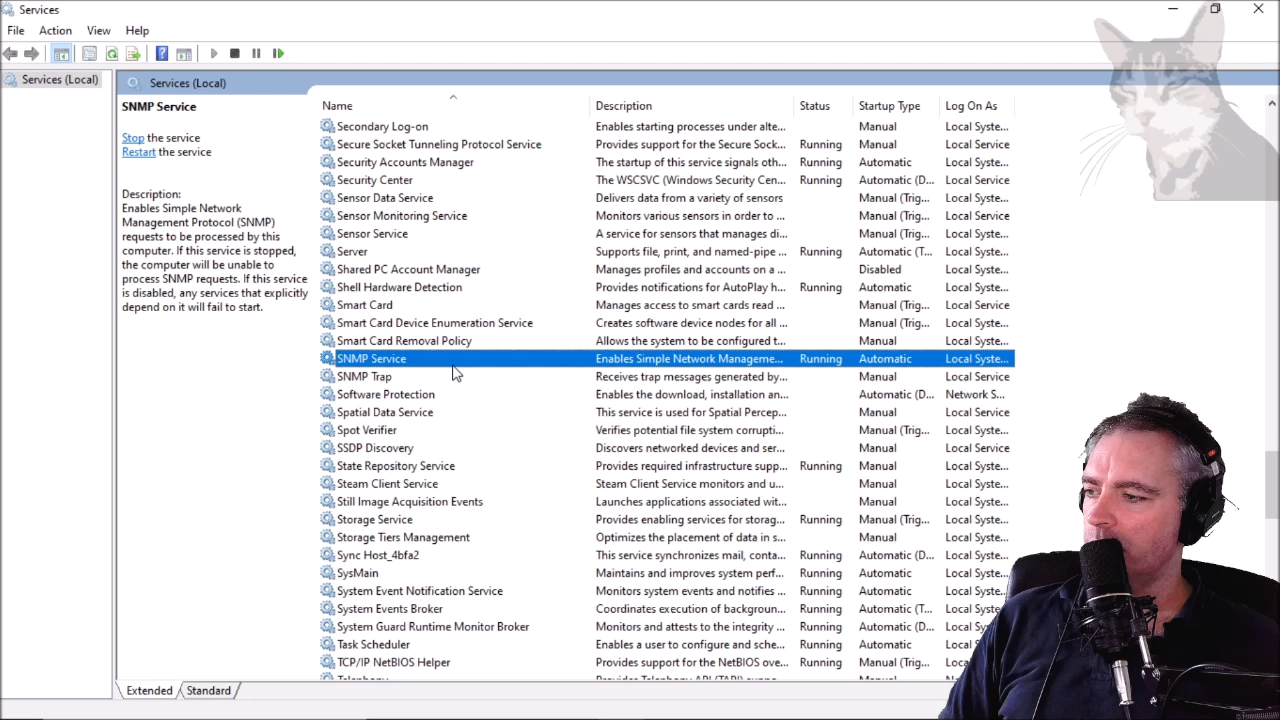 Services
File Action View Help
Services (Local)
Services (Local)
SNMP Service
Stop the service
Restart the service
Description:
Enables Simple Network
Management Protocol (SNMP)
requests to be processed by this
computer. If this service is stopped,
the computer will be unable to
process SNMP requests. If this service
is disabled, any services that explicitly
depend on it will fail to start.
Name Description Status Startup Type Log On As
Secondary Log-on Enables starting processes under alte... Manual Local Syste...
Secure Socket Tunneling Protocol Service Provides support for the Secure Sock... Running Manual Local Service
Security Accounts Manager The startup of this service signals oth... Running Automatic Local Syste...
Security Center The WSCSVC (Windows Security Cen... Running Automatic (D... Local Service
Sensor Data Service Delivers data from a variety of sensors Manual (Trig... Local Syste...
Sensor Monitoring Service Monitors various sensors in order to ... Manual (Trig... Local Service
Sensor Service A service for sensors that manages di... Manual (Trig... Local Syste...
Server Supports file, print, and named-pipe ... Running Automatic (T... Local Syste...
Shared PC Account Manager Manages profiles and accounts on a ... Disabled Local Syste...
Shell Hardware Detection Provides notifications for AutoPlay h... Running Automatic Local Syste...
Smart Card Manages access to smart cards read ... Manual (Trig... Local Service
Smart Card Device Enumeration Service Creates software device nodes for all ... Manual (Trig... Local Syste...
Smart Card Removal Policy Allows the system to be configured t... Manual Local Syste...
SNMP Service Enables Simple Network Manageme... Running Automatic Local Syste...
SNMP Trap Receives trap messages generated by... Manual Local Service
Software Protection Enables the download, installation an... Automatic (D... Network S...
Spatial Data Service This service is used for Spatial Percep... Manual Local Service
Spot Verifier Verifies potential file system corrupti... Manual (Trig... Local Syste...
SSDP Discovery Discovers networked devices and ser... Manual Local Service
State Repository Service Provides required infrastructure supp... Running Manual Local Syste...
Steam Client Service Steam Client Service monitors and u... Manual Local Syste...
Still Image Acquisition Events Launches applications associated wit... Manual Local Syste...
Storage Service Provides enabling services for storag... Running Manual (Trig... Local Syste...
Storage Tiers Management Optimizes the placement of data in s... Manual Local Syste...
Sync Host_4bfa2 This service synchronizes mail, conta... Running Automatic (D... Local Syste...
SysMain Maintains and improves system perf... Running Automatic Local Syste...
System Event Notification Service Monitors system events and notifies ... Running Automatic Local Syste...
System Events Broker Coordinates execution of backgroun... Running Automatic (T... Local Syste...
System Guard Runtime Monitor Broker Monitors and attests to the integrity ... Running Automatic (D... Local Syste...
Task Scheduler Enables a user to configure and sche... Running Automatic Local Syste...
TCP/IP NetBIOS Helper Provides support for the NetBIOS ove... Running Manual (Trig... Local
Extended Standard